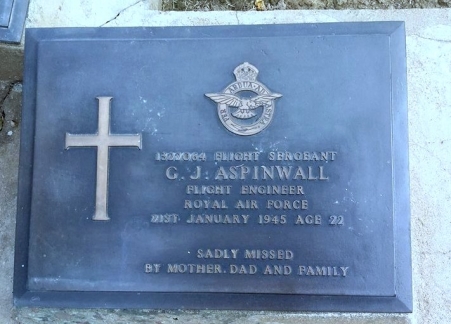 FLIGHT SERGEANT
G. J. ASPINWALL
FLIGHT ENGINEER
ROYAL AIR FORCE
31ST JANUARY 1945 AGE 22
SADLY MISSED
BY MOTHER, DAD AND FAMILY